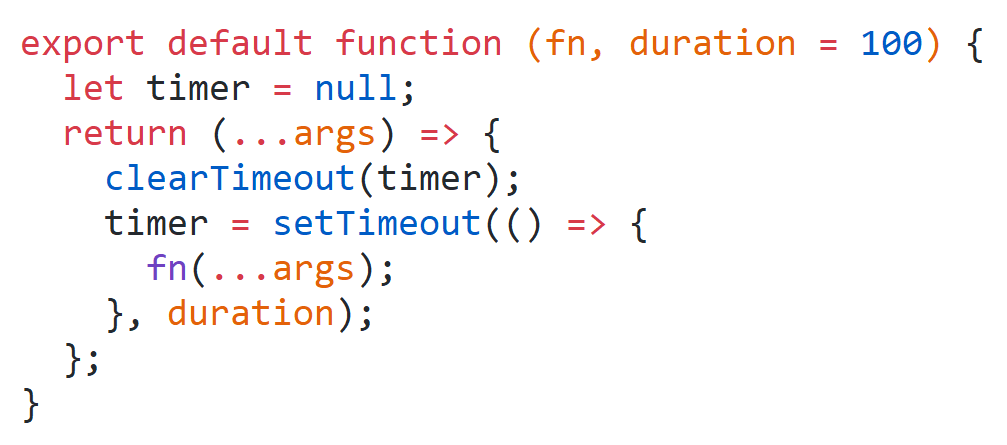 export default function (fn, duration = 100) {
  let timer = null;
  return (...args) => {
    clearTimeout(timer);
    timer = setTimeout(() => {
      fn(...args);
    }, duration);
  };
}